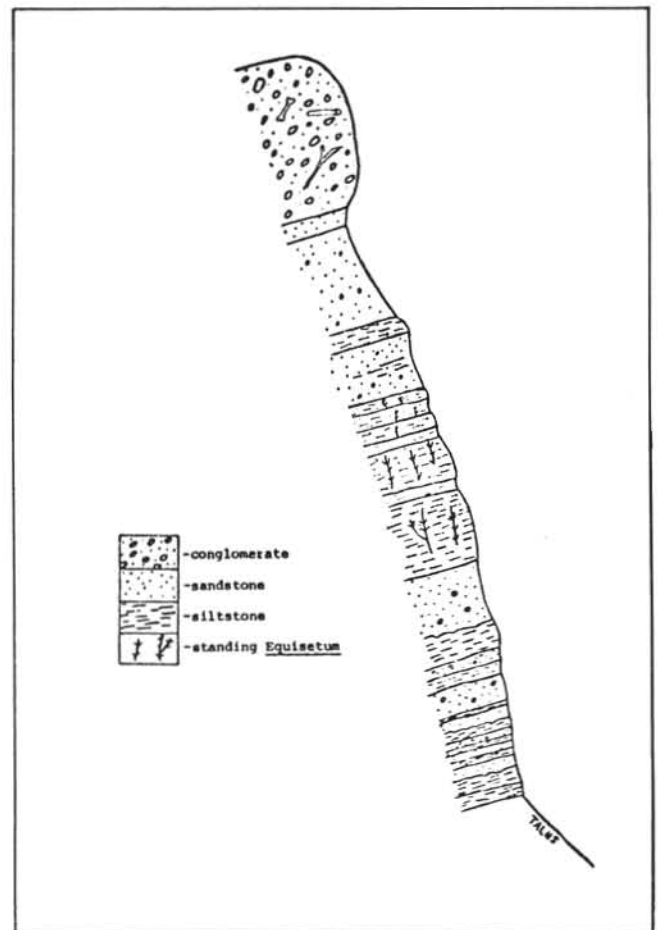 -conglomerate
-sandstone
-siltstone
-standing Equisetum
TALUS